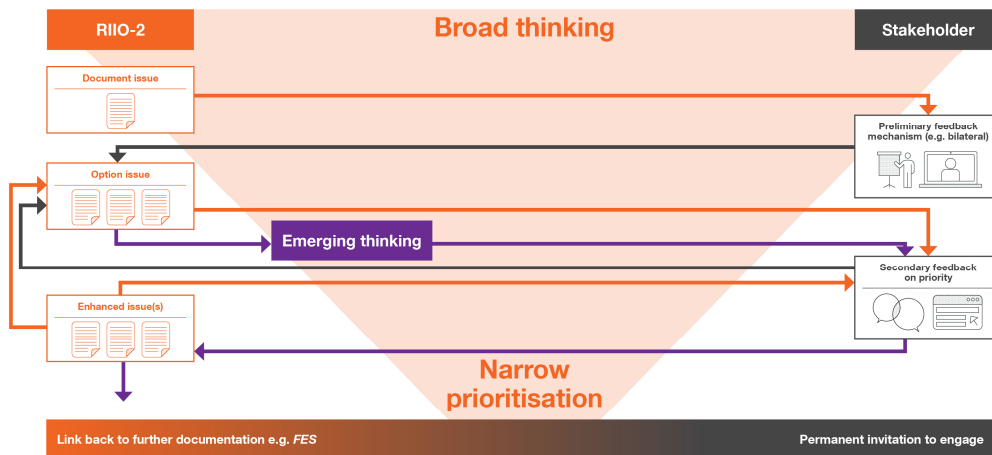 RIIO-2
Broad thinking
Stakeholder
Document issue
Preliminary feedback
mechanism (e.g. bilateral)
Option issue
Emerging thinking
Secondary feedback
on priority
Enhanced issue(s)
Narrow
prioritisation
Link back to further documentation e.g. FES
Permanent invitation to engage